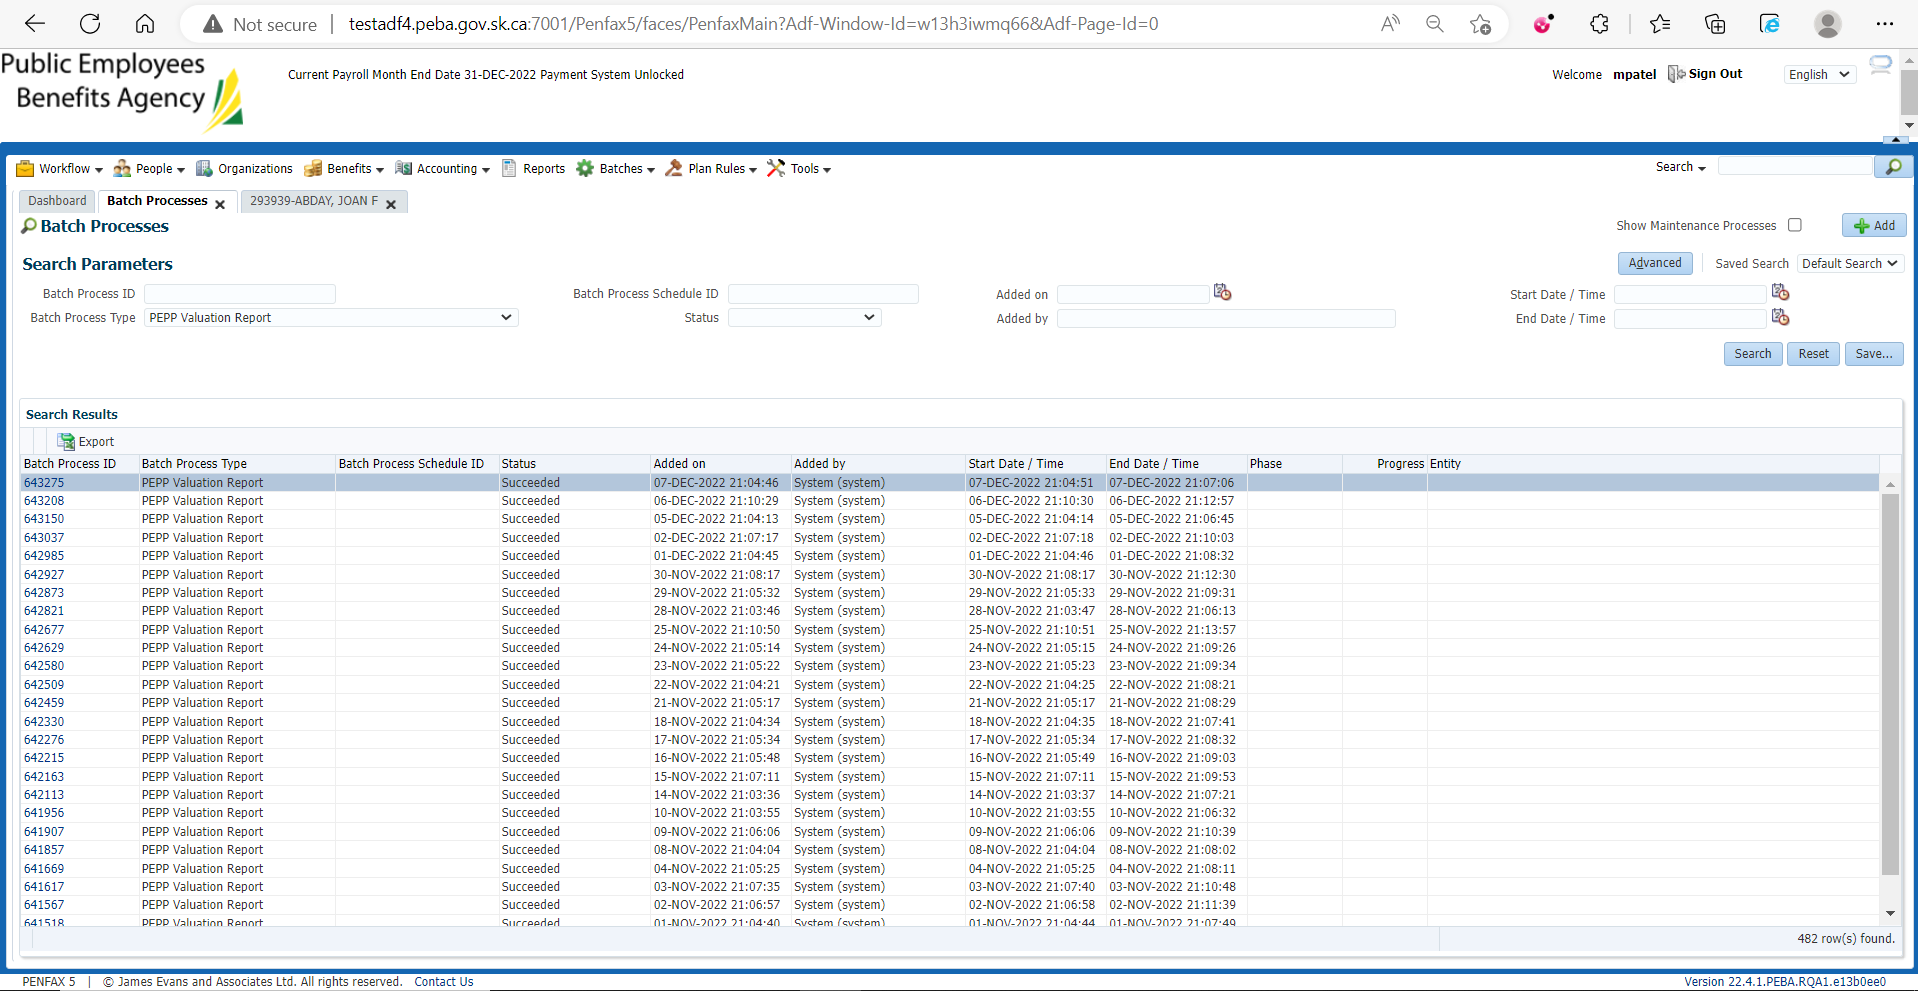 Not secure | testadf4.peba.gov.sk.ca:7001/Penfax5/faces/PenfaxMain?Adf-Window-Id=w13h3iwmq66&Adf-Page-Id=0
Public Employees
Benefits Agency
Current Payroll Month End Date 31-DEC-2022 Payment System Unlocked
Welcome mpatel Sign Out English
Workflow People Organizations Benefits Accounting Reports Batches Plan Rules Tools Search
Dashboard Batch Processes 293939-ABDAY, JOAN F
Batch Processes Show Maintenance Processes Add
Search Parameters Advanced Saved Search Default Search
Batch Process ID Batch Process Schedule ID Added on Start Date / Time
Batch Process Type PEPP Valuation Report Status Added by End Date / Time
Search Reset Save...
Search Results
Export
Batch Process ID Batch Process Type Batch Process Schedule ID Status Added on Added by Start Date / Time End Date / Time Phase Progress Entity
643275 PEPP Valuation Report Succeeded 07-DEC-2022 21:04:46 System (system) 07-DEC-2022 21:04:51 07-DEC-2022 21:07:06
643208 PEPP Valuation Report Succeeded 06-DEC-2022 21:10:29 System (system) 06-DEC-2022 21:10:30 06-DEC-2022 21:12:57
643150 PEPP Valuation Report Succeeded 05-DEC-2022 21:04:13 System (system) 05-DEC-2022 21:04:14 05-DEC-2022 21:06:45
643037 PEPP Valuation Report Succeeded 02-DEC-2022 21:07:17 System (system) 02-DEC-2022 21:07:18 02-DEC-2022 21:10:03
642985 PEPP Valuation Report Succeeded 01-DEC-2022 21:04:45 System (system) 01-DEC-2022 21:04:46 01-DEC-2022 21:08:32
642927 PEPP Valuation Report Succeeded 30-NOV-2022 21:08:17 System (system) 30-NOV-2022 21:08:17 30-NOV-2022 21:12:30
642873 PEPP Valuation Report Succeeded 29-NOV-2022 21:05:32 System (system) 29-NOV-2022 21:05:33 29-NOV-2022 21:09:31
642821 PEPP Valuation Report Succeeded 28-NOV-2022 21:03:46 System (system) 28-NOV-2022 21:03:47 28-NOV-2022 21:06:13
642677 PEPP Valuation Report Succeeded 25-NOV-2022 21:10:50 System (system) 25-NOV-2022 21:10:51 25-NOV-2022 21:13:57
642629 PEPP Valuation Report Succeeded 24-NOV-2022 21:05:14 System (system) 24-NOV-2022 21:05:15 24-NOV-2022 21:09:26
642580 PEPP Valuation Report Succeeded 23-NOV-2022 21:05:22 System (system) 23-NOV-2022 21:05:23 23-NOV-2022 21:09:34
642509 PEPP Valuation Report Succeeded 22-NOV-2022 21:04:21 System (system) 22-NOV-2022 21:04:25 22-NOV-2022 21:08:21
642459 PEPP Valuation Report Succeeded 21-NOV-2022 21:05:17 System (system) 21-NOV-2022 21:05:17 21-NOV-2022 21:08:29
642330 PEPP Valuation Report Succeeded 18-NOV-2022 21:04:34 System (system) 18-NOV-2022 21:04:35 18-NOV-2022 21:07:41
642276 PEPP Valuation Report Succeeded 17-NOV-2022 21:05:34 System (system) 17-NOV-2022 21:05:34 17-NOV-2022 21:08:32
642215 PEPP Valuation Report Succeeded 16-NOV-2022 21:05:48 System (system) 16-NOV-2022 21:05:49 16-NOV-2022 21:09:03
642163 PEPP Valuation Report Succeeded 15-NOV-2022 21:07:11 System (system) 15-NOV-2022 21:07:11 15-NOV-2022 21:09:53
642113 PEPP Valuation Report Succeeded 14-NOV-2022 21:03:36 System (system) 14-NOV-2022 21:03:37 14-NOV-2022 21:07:21
641956 PEPP Valuation Report Succeeded 10-NOV-2022 21:03:55 System (system) 10-NOV-2022 21:03:55 10-NOV-2022 21:06:32
641907 PEPP Valuation Report Succeeded 09-NOV-2022 21:06:06 System (system) 09-NOV-2022 21:06:06 09-NOV-2022 21:10:39
641857 PEPP Valuation Report Succeeded 08-NOV-2022 21:04:04 System (system) 08-NOV-2022 21:04:04 08-NOV-2022 21:08:02
641669 PEPP Valuation Report Succeeded 04-NOV-2022 21:05:25 System (system) 04-NOV-2022 21:05:25 04-NOV-2022 21:08:11
641617 PEPP Valuation Report Succeeded 03-NOV-2022 21:07:35 System (system) 03-NOV-2022 21:07:40 03-NOV-2022 21:10:48
641567 PEPP Valuation Report Succeeded 02-NOV-2022 21:06:57 System (system) 02-NOV-2022 21:06:58 02-NOV-2022 21:11:39
641518 PEPP Valuation Report Succeeded 01-NOV-2022 21:04:40 System (system) 01-NOV-2022 21:04:44 01-NOV-2022 21:07:49
482 row(s) found.
PENFAX 5 | © James Evans and Associates Ltd. All rights reserved. Contact Us Version 22.4.1.PEBA.RQA1.e13b0ee0